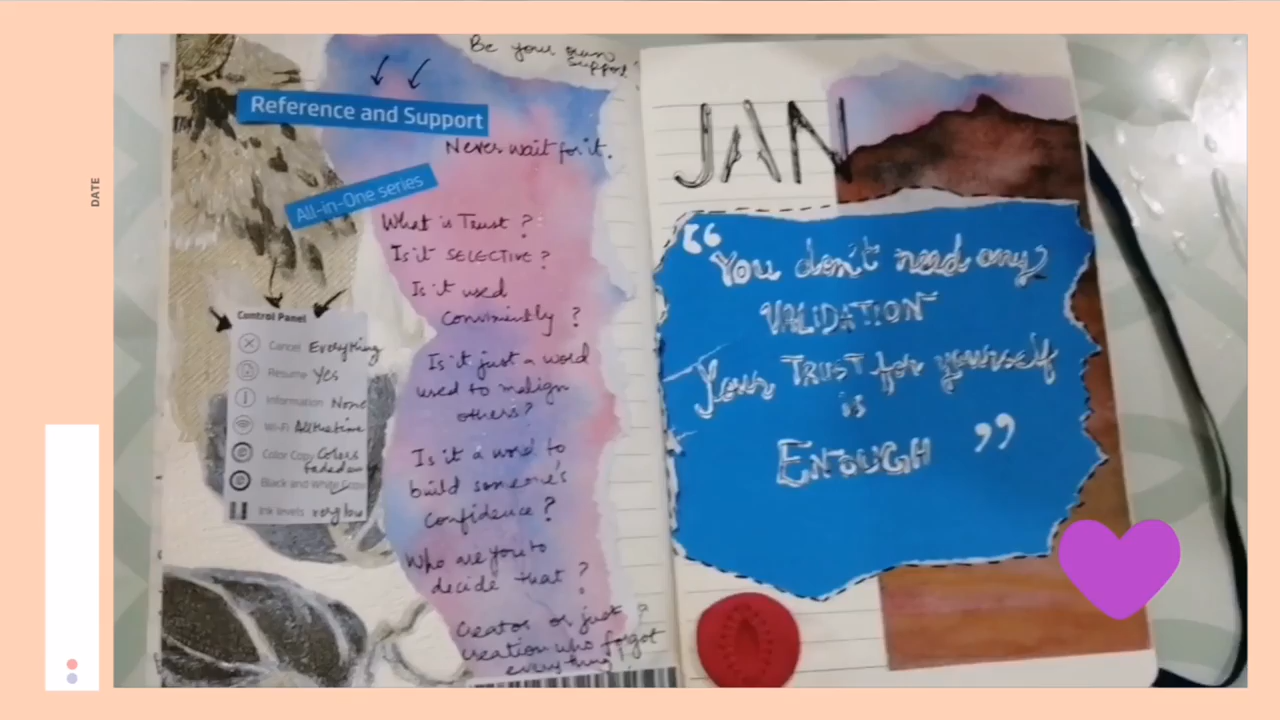 DATE
Be your own
support!
Reference and Support
Never wait for it.
All-in-One series
What is Trust ?
Is it SELECTIVE ?
Is it used
Conviniently ?
Is it just a word
used to malign
others?
Is it a word to
build someone's
Confidence ?
Who are you to
decide that ?
Creator or just ?
creation who forgot
everything.
Control Panel
Cancel Everything
Resume Yes
Information None
Wi-Fi All the time
Color Copy Colors
faded
Black and White Copy
Ink levels very low
JAN
“You don't need any
VALIDATION
Your TRUST for yourself
is
ENOUGH ”